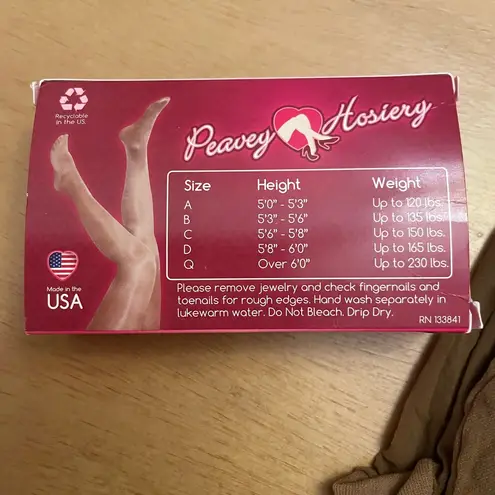 Recyclable
in the US.
Peavey Hosiery
Size Height Weight
A 5'0" - 5'3" Up to 120 lbs.
B 5'3" - 5'6" Up to 135 lbs.
C 5'6" - 5'8" Up to 150 lbs.
D 5'8" - 6'0" Up to 165 lbs.
Q Over 6'0" Up to 230 lbs.
Made in the
USA
Please remove jewelry and check fingernails and
toenails for rough edges. Hand wash separately in
lukewarm water. Do Not Bleach. Drip Dry.
RN 133841